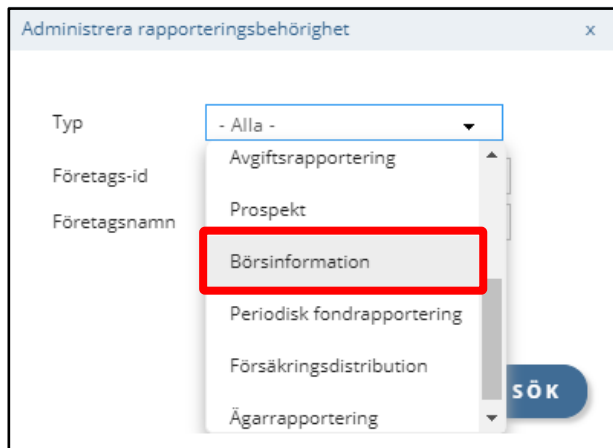 Administrera rapporteringsbehörighet x
Typ - Alla -
Avgiftsrapportering
Företags-id
Prospekt
Företagsnamn
Börsinformation
Periodisk fondrapportering
Försäkringsdistribution
SÖK
Ägarrapportering